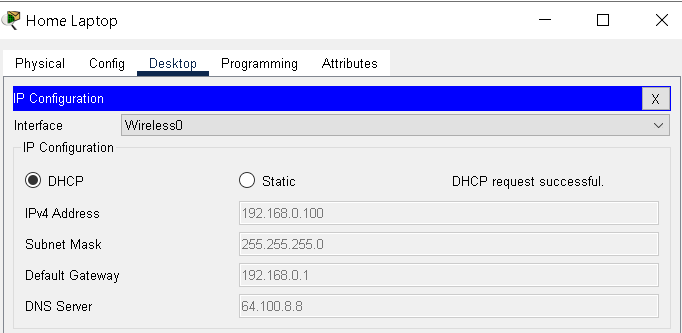 Home Laptop
Physical Config Desktop Programming Attributes
IP Configuration X
Interface Wireless0
IP Configuration
DHCP Static DHCP request successful.
IPv4 Address 192.168.0.100
Subnet Mask 255.255.255.0
Default Gateway 192.168.0.1
DNS Server 64.100.8.8